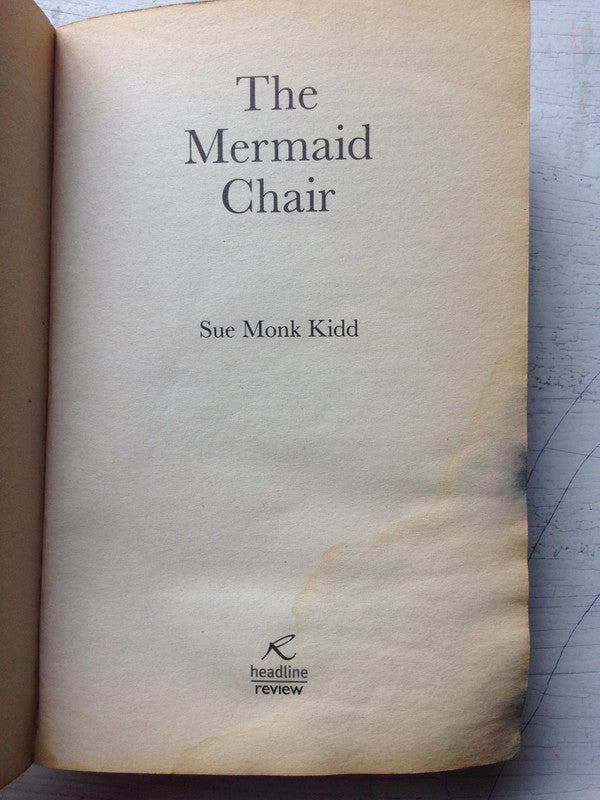 The
Mermaid
Chair
Sue Monk Kidd
R
headline
review